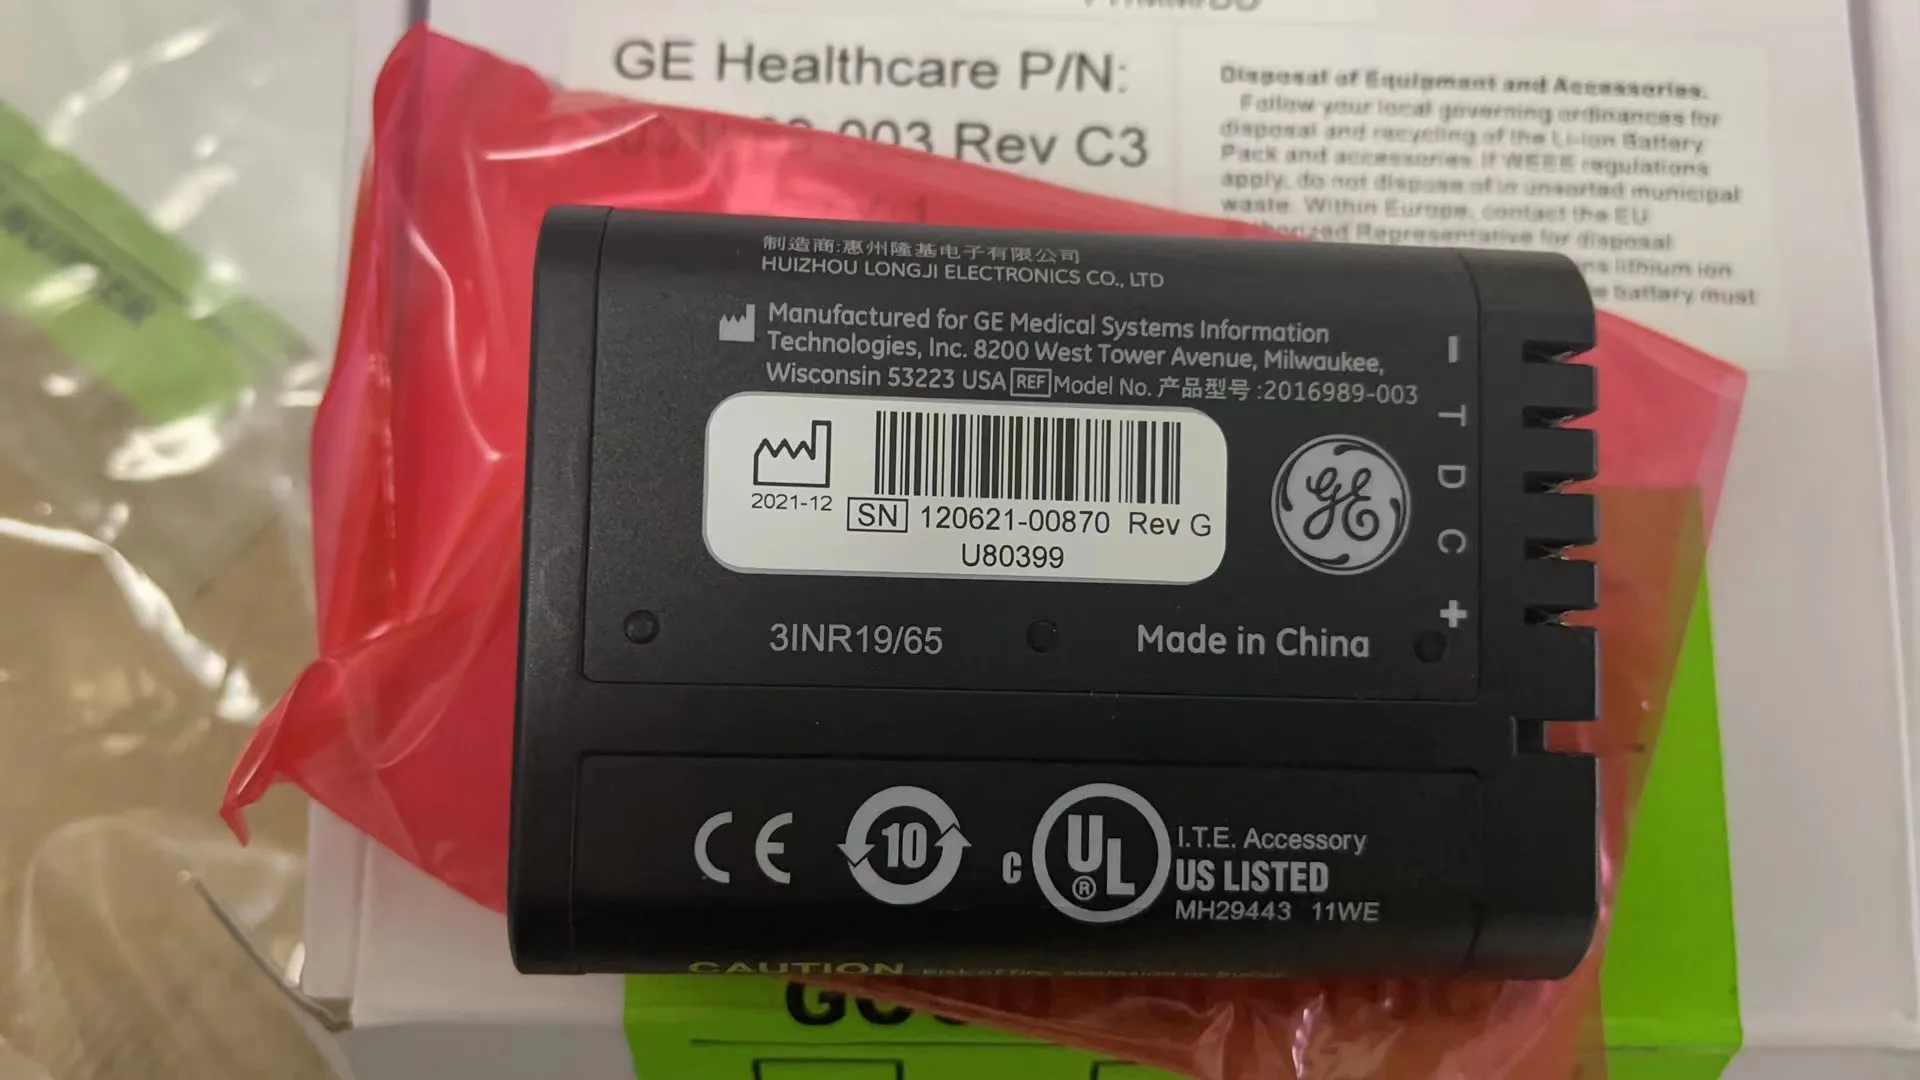 GE Healthcare P/N:
003 Rev C3
Disposal of Equipment and Accessories.
Follow your local governing ordinances for
disposal and recycling of the Li-Ion Battery
Pack and accessories. If WEEE regulations
apply, do not dispose of in unsorted municipal
waste. Within Europe, contact the EU
Representative for disposal
lithium ion
battery must
制造商:惠州隆基电子有限公司
HUIZHOU LONGJI ELECTRONICS CO., LTD
Manufactured for GE Medical Systems Information
Technologies, Inc. 8200 West Tower Avenue, Milwaukee,
Wisconsin 53223 USA REF Model No. 产品型号 :2016989-003
2021-12
SN 120621-00870 Rev G
U80399
GE
- T D C +
3INR19/65
Made in China
CE
10
C UL ®
I.T.E. Accessory
US LISTED
MH29443 11WE
CAUTION